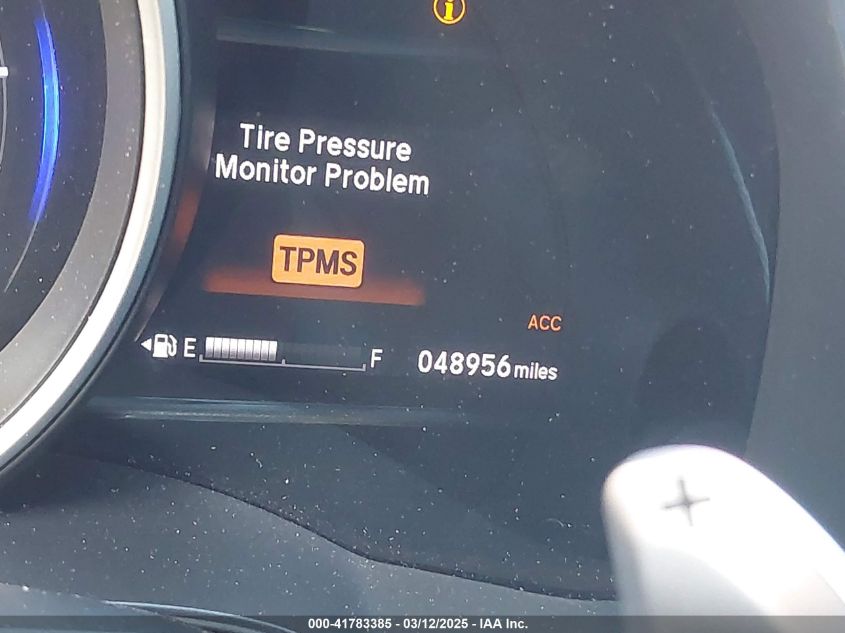 i
Tire Pressure
Monitor Problem
TPMS
ACC
E F 048956 miles
+
000-41783385 - 03/12/2025 - IAA Inc.